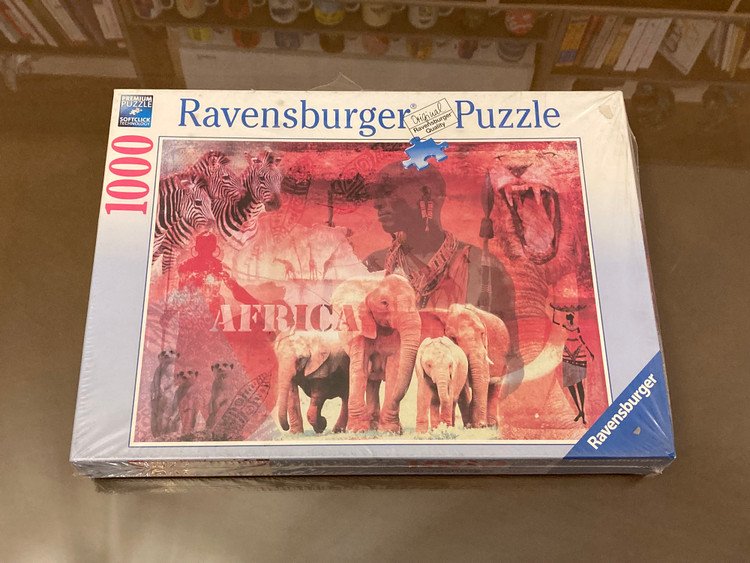 PREMIUM
PUZZLE
SOFTCLICK
TECHNOLOGY
Ravensburger® Puzzle
Original
Ravensburger
Quality
1000
AFRICA
Ravensburger